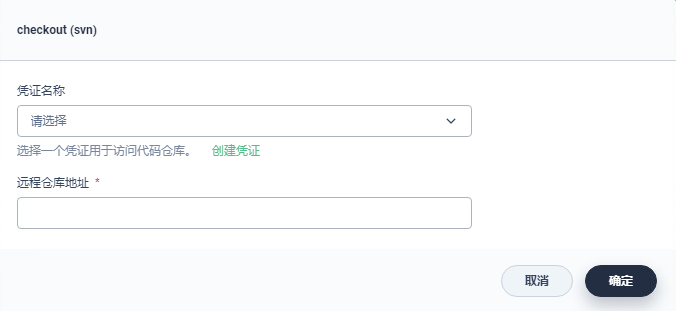 checkout (svn)
凭证名称
请选择
选择一个凭证用于访问代码仓库。 创建凭证
远程仓库地址 *
取消 确定